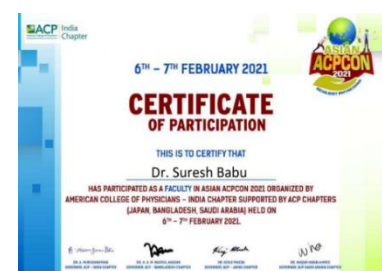 ACP India
Chapter
6TH – 7TH FEBRUARY 2021
ASIAN
ACPCON
2021
CERTIFICATE
OF PARTICIPATION
THIS IS TO CERTIFY THAT
Dr. Suresh Babu
HAS PARTICIPATED AS A FACULTY IN ASIAN ACPCON 2021 ORGANIZED BY
AMERICAN COLLEGE OF PHYSICIANS – INDIA CHAPTER SUPPORTED BY ACP CHAPTERS
(JAPAN, BANGLADESH, SAUDI ARABIA) HELD ON
6TH – 7TH FEBRUARY 2021.